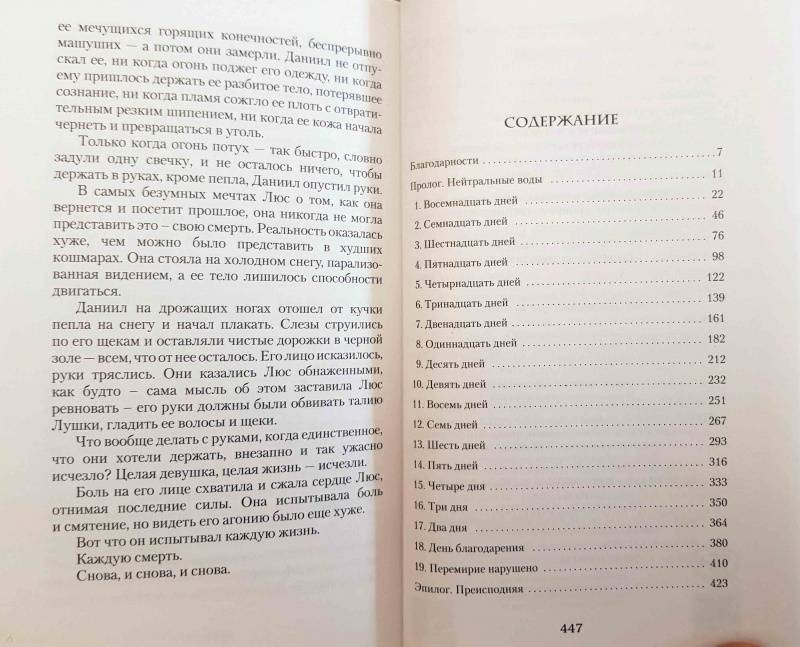 ее мечущихся горящих конечностей, беспрерывно
машуших — а потом они замерли. Даниил не отпу-
скал ее, ни когда огонь поджег его одежду, ни когда
ему пришлось держать ее разбитое тело, потерявшее
сознание, ни когда пламя сожгло ее плоть с отврати-
тельным резким шипением, ни когда ее кожа начала
чернеть и превращаться в уголь.
Только когда огонь потух — так быстро, словно
задули одну свечку, и не осталось ничего, чтобы
держать в руках, кроме пепла, Даниил опустил руки.
В самых безумных мечтах Люс о том, как она
вернется и посетит прошлое, она никогда не могла
представить это — свою смерть. Реальность оказалась
хуже, чем можно было представить в худших
кошмарах. Она стояла на холодном снегу, парализо-
ванная видением, а ее тело лишилось способности
двигаться.
Даниил на дрожащих ногах отошел от кучки
пепла на снегу и начал плакать. Слезы струились
по его щекам и оставляли чистые дорожки в черной
золе — всем, что от нее осталось. Его лицо исказилось,
руки тряслись. Они казались Люс обнаженными,
как будто — сама мысль об этом заставила Люс
ревновать — его руки должны были обвивать талию
Лушки, гладить ее волосы и щеки.
Что вообще делать с руками, когда единственное,
что они хотели держать, внезапно и так ужасно
исчезло? Целая девушка, целая жизнь — исчезли.
Боль на его лице схватила и сжала сердце Люс,
отнимая последние силы. Она испытывала боль
и смятение, но видеть его агонию было еще хуже.
Вот что он испытывал каждую жизнь.
Каждую смерть.
Снова, и снова, и снова.
СОДЕРЖАНИЕ
Благодарности 7
Пролог. Нейтральные воды 11
1. Восемнадцать дней 22
2. Семнадцать дней 46
3. Шестнадцать дней 76
4. Пятнадцать дней 98
5. Четырнадцать дней 122
6. Тринадцать дней 139
7. Двенадцать дней 161
8. Одиннадцать дней 182
9. Десять дней 212
10. Девять дней 232
11. Восемь дней 251
12. Семь дней 267
13. Шесть дней 293
14. Пять дней 316
15. Четыре дня 333
16. Три дня 350
17. Два дня 364
18. День благодарения 380
19. Перемирие нарушено 410
Эпилог. Преисподняя 423
447